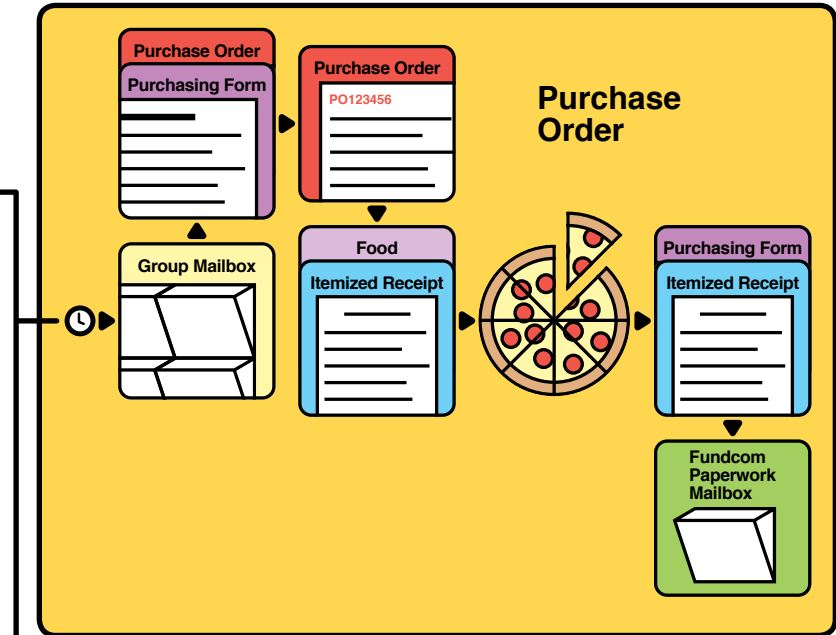 Purchase Order
Purchasing Form
Purchase Order
PO123456
Purchase
Order
Group Mailbox
Food
Itemized Receipt
Purchasing Form
Itemized Receipt
Fundcom
Paperwork
Mailbox